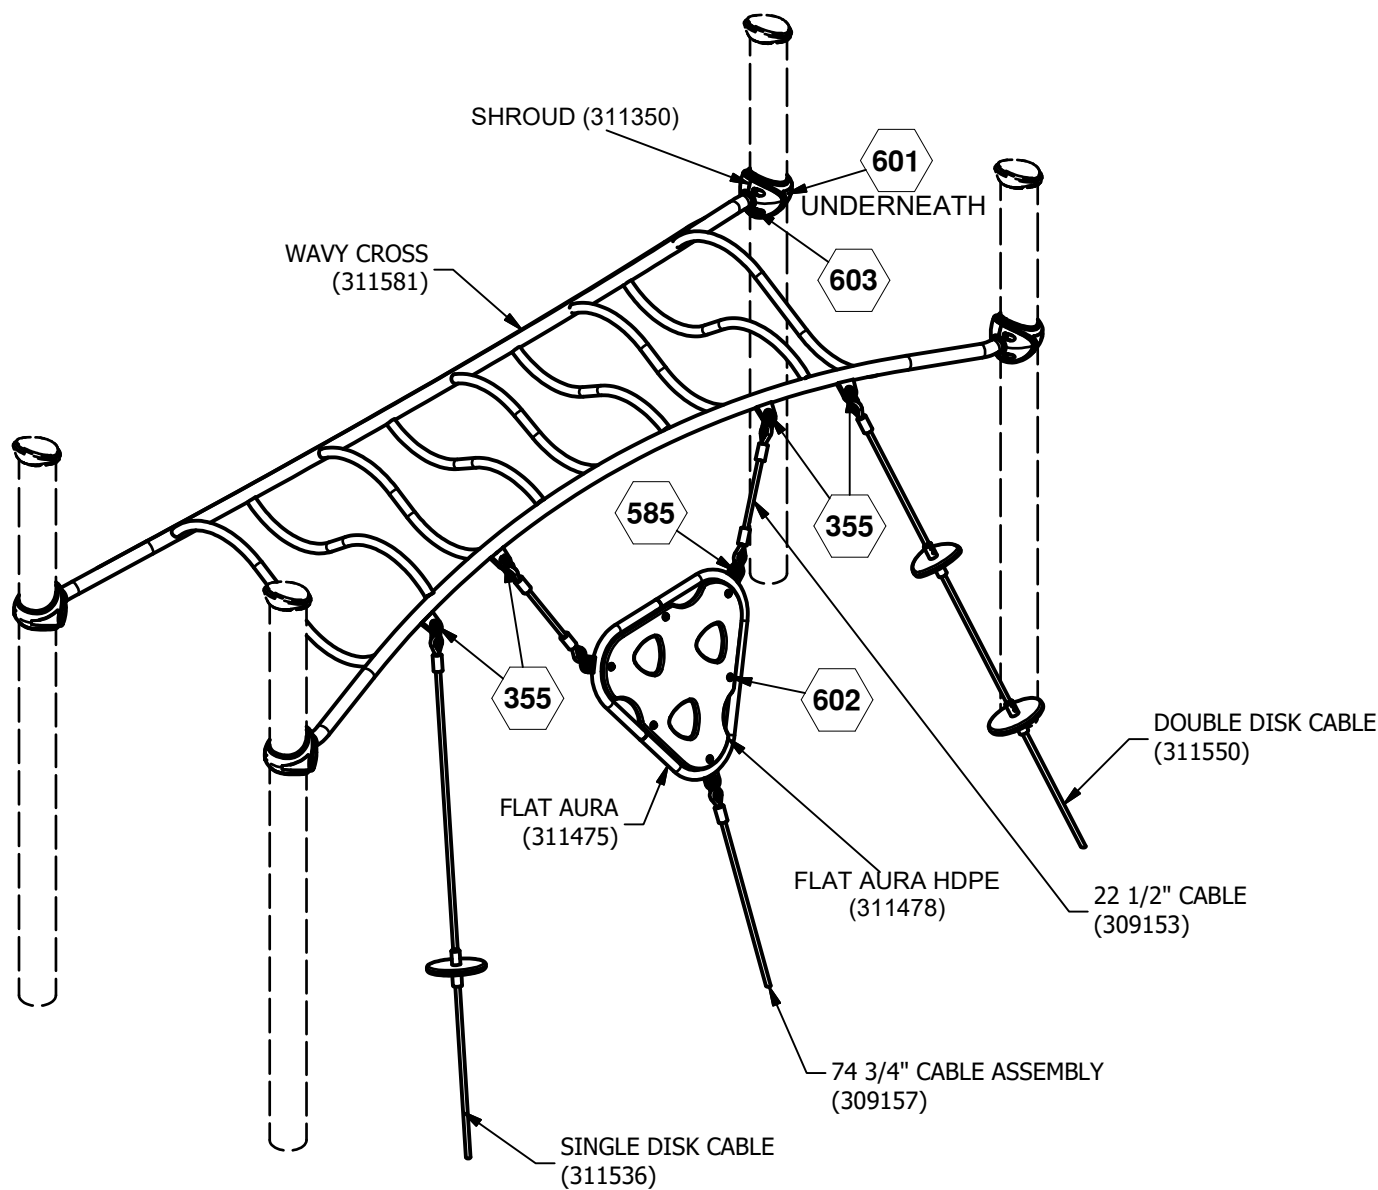 SHROUD (311350)
601
UNDERNEATH
WAVY CROSS
(311581)
603
585
355
355
602
DOUBLE DISK CABLE
(311550)
FLAT AURA
(311475)
FLAT AURA HDPE
(311478)
22 1/2" CABLE
(309153)
74 3/4" CABLE ASSEMBLY
(309157)
SINGLE DISK CABLE
(311536)